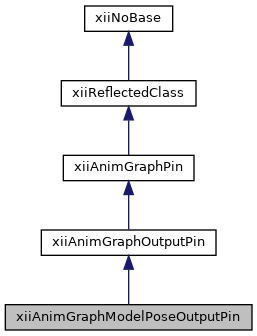 xiiNoBase
xiiReflectedClass
xiiAnimGraphPin
xiiAnimGraphOutputPin
xiiAnimGraphModelPoseOutputPin